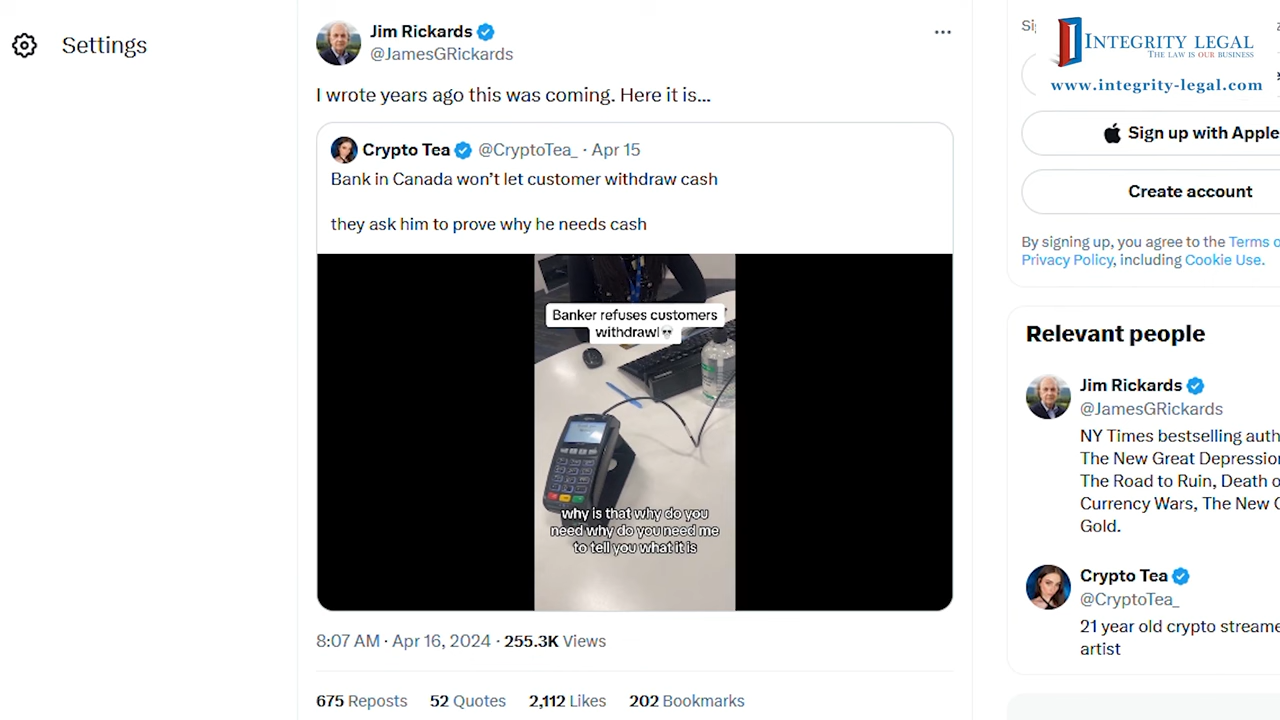 Settings
Jim Rickards
@JamesGRickards
I wrote years ago this was coming. Here it is...
Crypto Tea @CryptoTea_ · Apr 15
Bank in Canada won't let customer withdraw cash
they ask him to prove why he needs cash
Banker refuses customers
withdrawl💀
why is that why do you
need why do you need me
to tell you what it is
8:07 AM · Apr 16, 2024 · 255.3K Views
675 Reposts 52 Quotes 2,112 Likes 202 Bookmarks
INTEGRITY LEGAL
THE LAW IS OUR BUSINESS
www.integrity-legal.com
Sign up with Apple
Create account
By signing up, you agree to the Terms
Privacy Policy, including Cookie Use.
Relevant people
Jim Rickards
@JamesGRickards
NY Times bestselling
The New Great Depression
The Road to Ruin, Death
Currency Wars, The New
Gold.
Crypto Tea
@CryptoTea_
21 year old crypto
artist